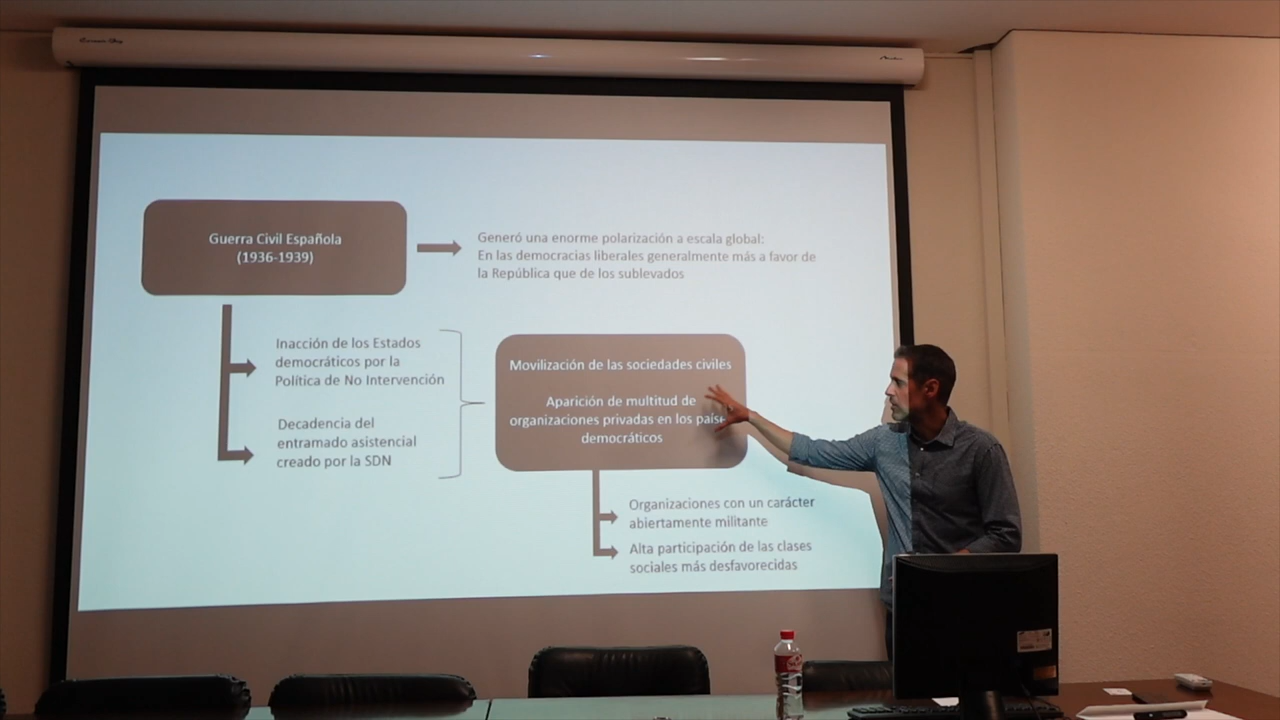 Guerra Civil Española
(1936-1939)
Generó una enorme polarización a escala global:
En las democracias liberales generalmente más a favor de
la República que de los sublevados
Inacción de los Estados
democráticos por la
Política de No Intervención
Decadencia del
entramado asistencial
creado por la SDN
Movilización de las sociedades civiles
Aparición de multitud de
organizaciones privadas en los
democráticos
Organizaciones con un carácter
abiertamente militante
Alta participación de las clases
sociales más desfavorecidas